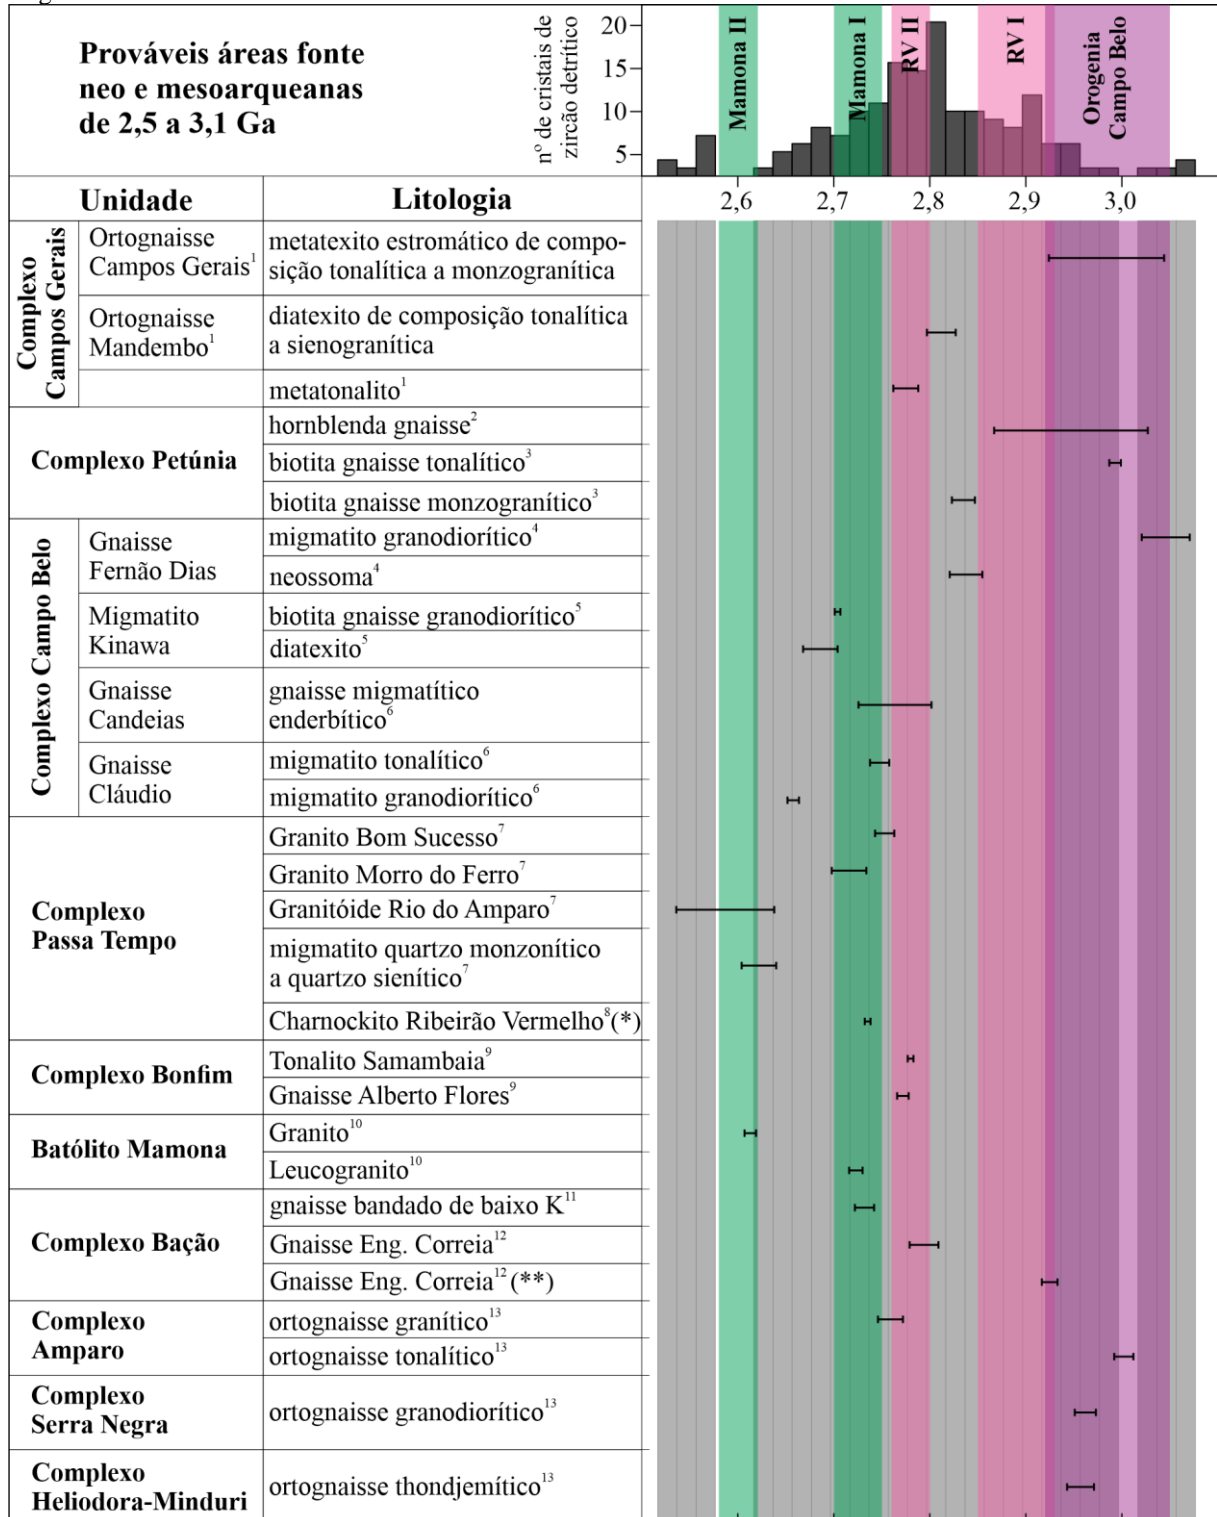 Prováveis áreas fonte
neo e mesoarqueanas
de 2,5 a 3,1 Ga
nº de cristais de
zircão detrítico
20
15
10
5
Mamona II
Mamona I
RV II
RV I
Orogenia
Campo Belo
Unidade
Litologia
2,6
2,7
2,8
2,9
3,0
Complexo
Campos Gerais
Ortognaisse
Campos Gerais¹
metatexito estromático de compo-
sição tonalítica a monzogranítica
Ortognaisse
Mandembo¹
diatexito de composição tonalítica
a sienogranítica
metatonalito¹
Complexo Petúnia
hornblenda gnaisse²
biotita gnaisse tonalítico³
biotita gnaisse monzogranítico³
Complexo Campo Belo
Gnaisse
Fernão Dias
migmatito granodiorítico⁴
neossoma⁴
Migmatito
Kinawa
biotita gnaisse granodiorítico⁵
diatexito⁵
Gnaisse
Candeias
gnaisse migmatítico
enderbítico⁶
Gnaisse
Cláudio
migmatito tonalítico⁶
migmatito granodiorítico⁶
Complexo
Passa Tempo
Granito Bom Sucesso⁷
Granito Morro do Ferro⁷
Granitóide Rio do Amparo⁷
migmatito quartzo monzonítico
a quartzo sienítico⁷
Charnockito Ribeirão Vermelho⁸(*)
Complexo Bonfim
Tonalito Samambaia⁹
Gnaisse Alberto Flores⁹
Batólito Mamona
Granito¹⁰
Leucogranito¹⁰
Complexo Bação
gnaisse bandado de baixo K¹¹
Gnaisse Eng. Correia¹²
Gnaisse Eng. Correia¹² (**)
Complexo
Amparo
ortognaisse granítico¹³
ortognaisse tonalítico¹³
Complexo
Serra Negra
ortognaisse granodiorítico¹³
Complexo
Heliodora-Minduri
ortognaisse thondjemítico¹³